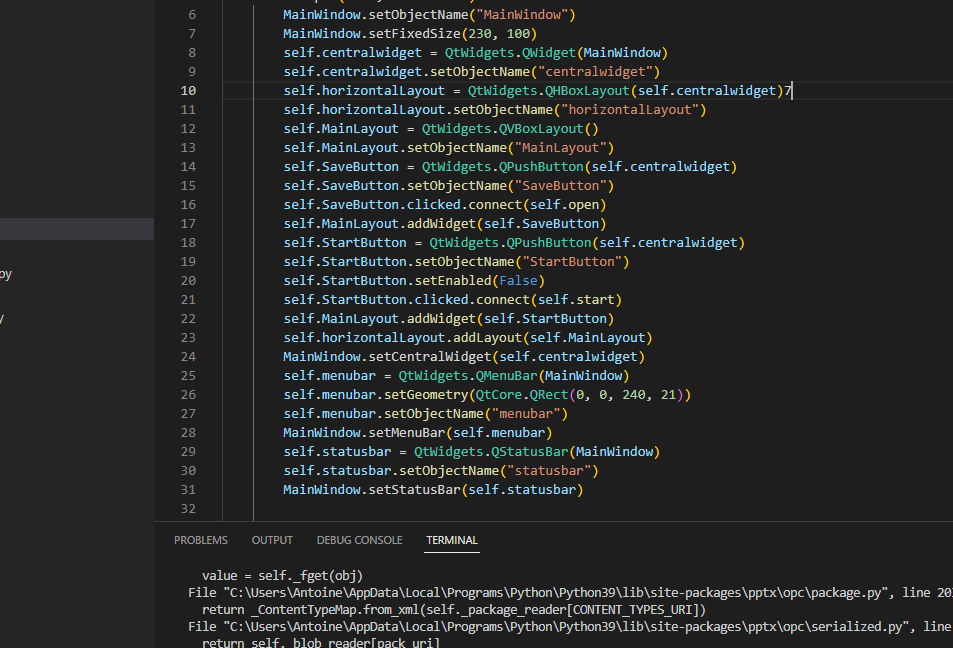 6 MainWindow.setObjectName("MainWindow")
7 MainWindow.setFixedSize(230, 100)
8 self.centralwidget = QtWidgets.QWidget(MainWindow)
9 self.centralwidget.setObjectName("centralwidget")
10 self.horizontalLayout = QtWidgets.QHBoxLayout(self.centralwidget)7
11 self.horizontalLayout.setObjectName("horizontalLayout")
12 self.MainLayout = QtWidgets.QVBoxLayout()
13 self.MainLayout.setObjectName("MainLayout")
14 self.SaveButton = QtWidgets.QPushButton(self.centralwidget)
15 self.SaveButton.setObjectName("SaveButton")
16 self.SaveButton.clicked.connect(self.open)
17 self.MainLayout.addWidget(self.SaveButton)
18 self.StartButton = QtWidgets.QPushButton(self.centralwidget)
19 self.StartButton.setObjectName("StartButton")
py
20 self.StartButton.setEnabled(False)
21 self.StartButton.clicked.connect(self.start)
y
22 self.MainLayout.addWidget(self.StartButton)
23 self.horizontalLayout.addLayout(self.MainLayout)
24 MainWindow.setCentralWidget(self.centralwidget)
25 self.menubar = QtWidgets.QMenuBar(MainWindow)
26 self.menubar.setGeometry(QtCore.QRect(0, 0, 240, 21))
27 self.menubar.setObjectName("menubar")
28 MainWindow.setMenuBar(self.menubar)
29 self.statusbar = QtWidgets.QStatusBar(MainWindow)
30 self.statusbar.setObjectName("statusbar")
31 MainWindow.setStatusBar(self.statusbar)
32
PROBLEMS OUTPUT DEBUG CONSOLE TERMINAL
value = self._fget(obj)
File "C:\Users\Antoine\AppData\Local\Programs\Python\Python39\lib\site-packages\pptx\opc\package.py", line 20
return _ContentTypeMap.from_xml(self._package_reader[CONTENT_TYPES_URI])
File "C:\Users\Antoine\AppData\Local\Programs\Python\Python39\lib\site-packages\pptx\opc\serialized.py", line
return self._blob_reader[pack_uri]